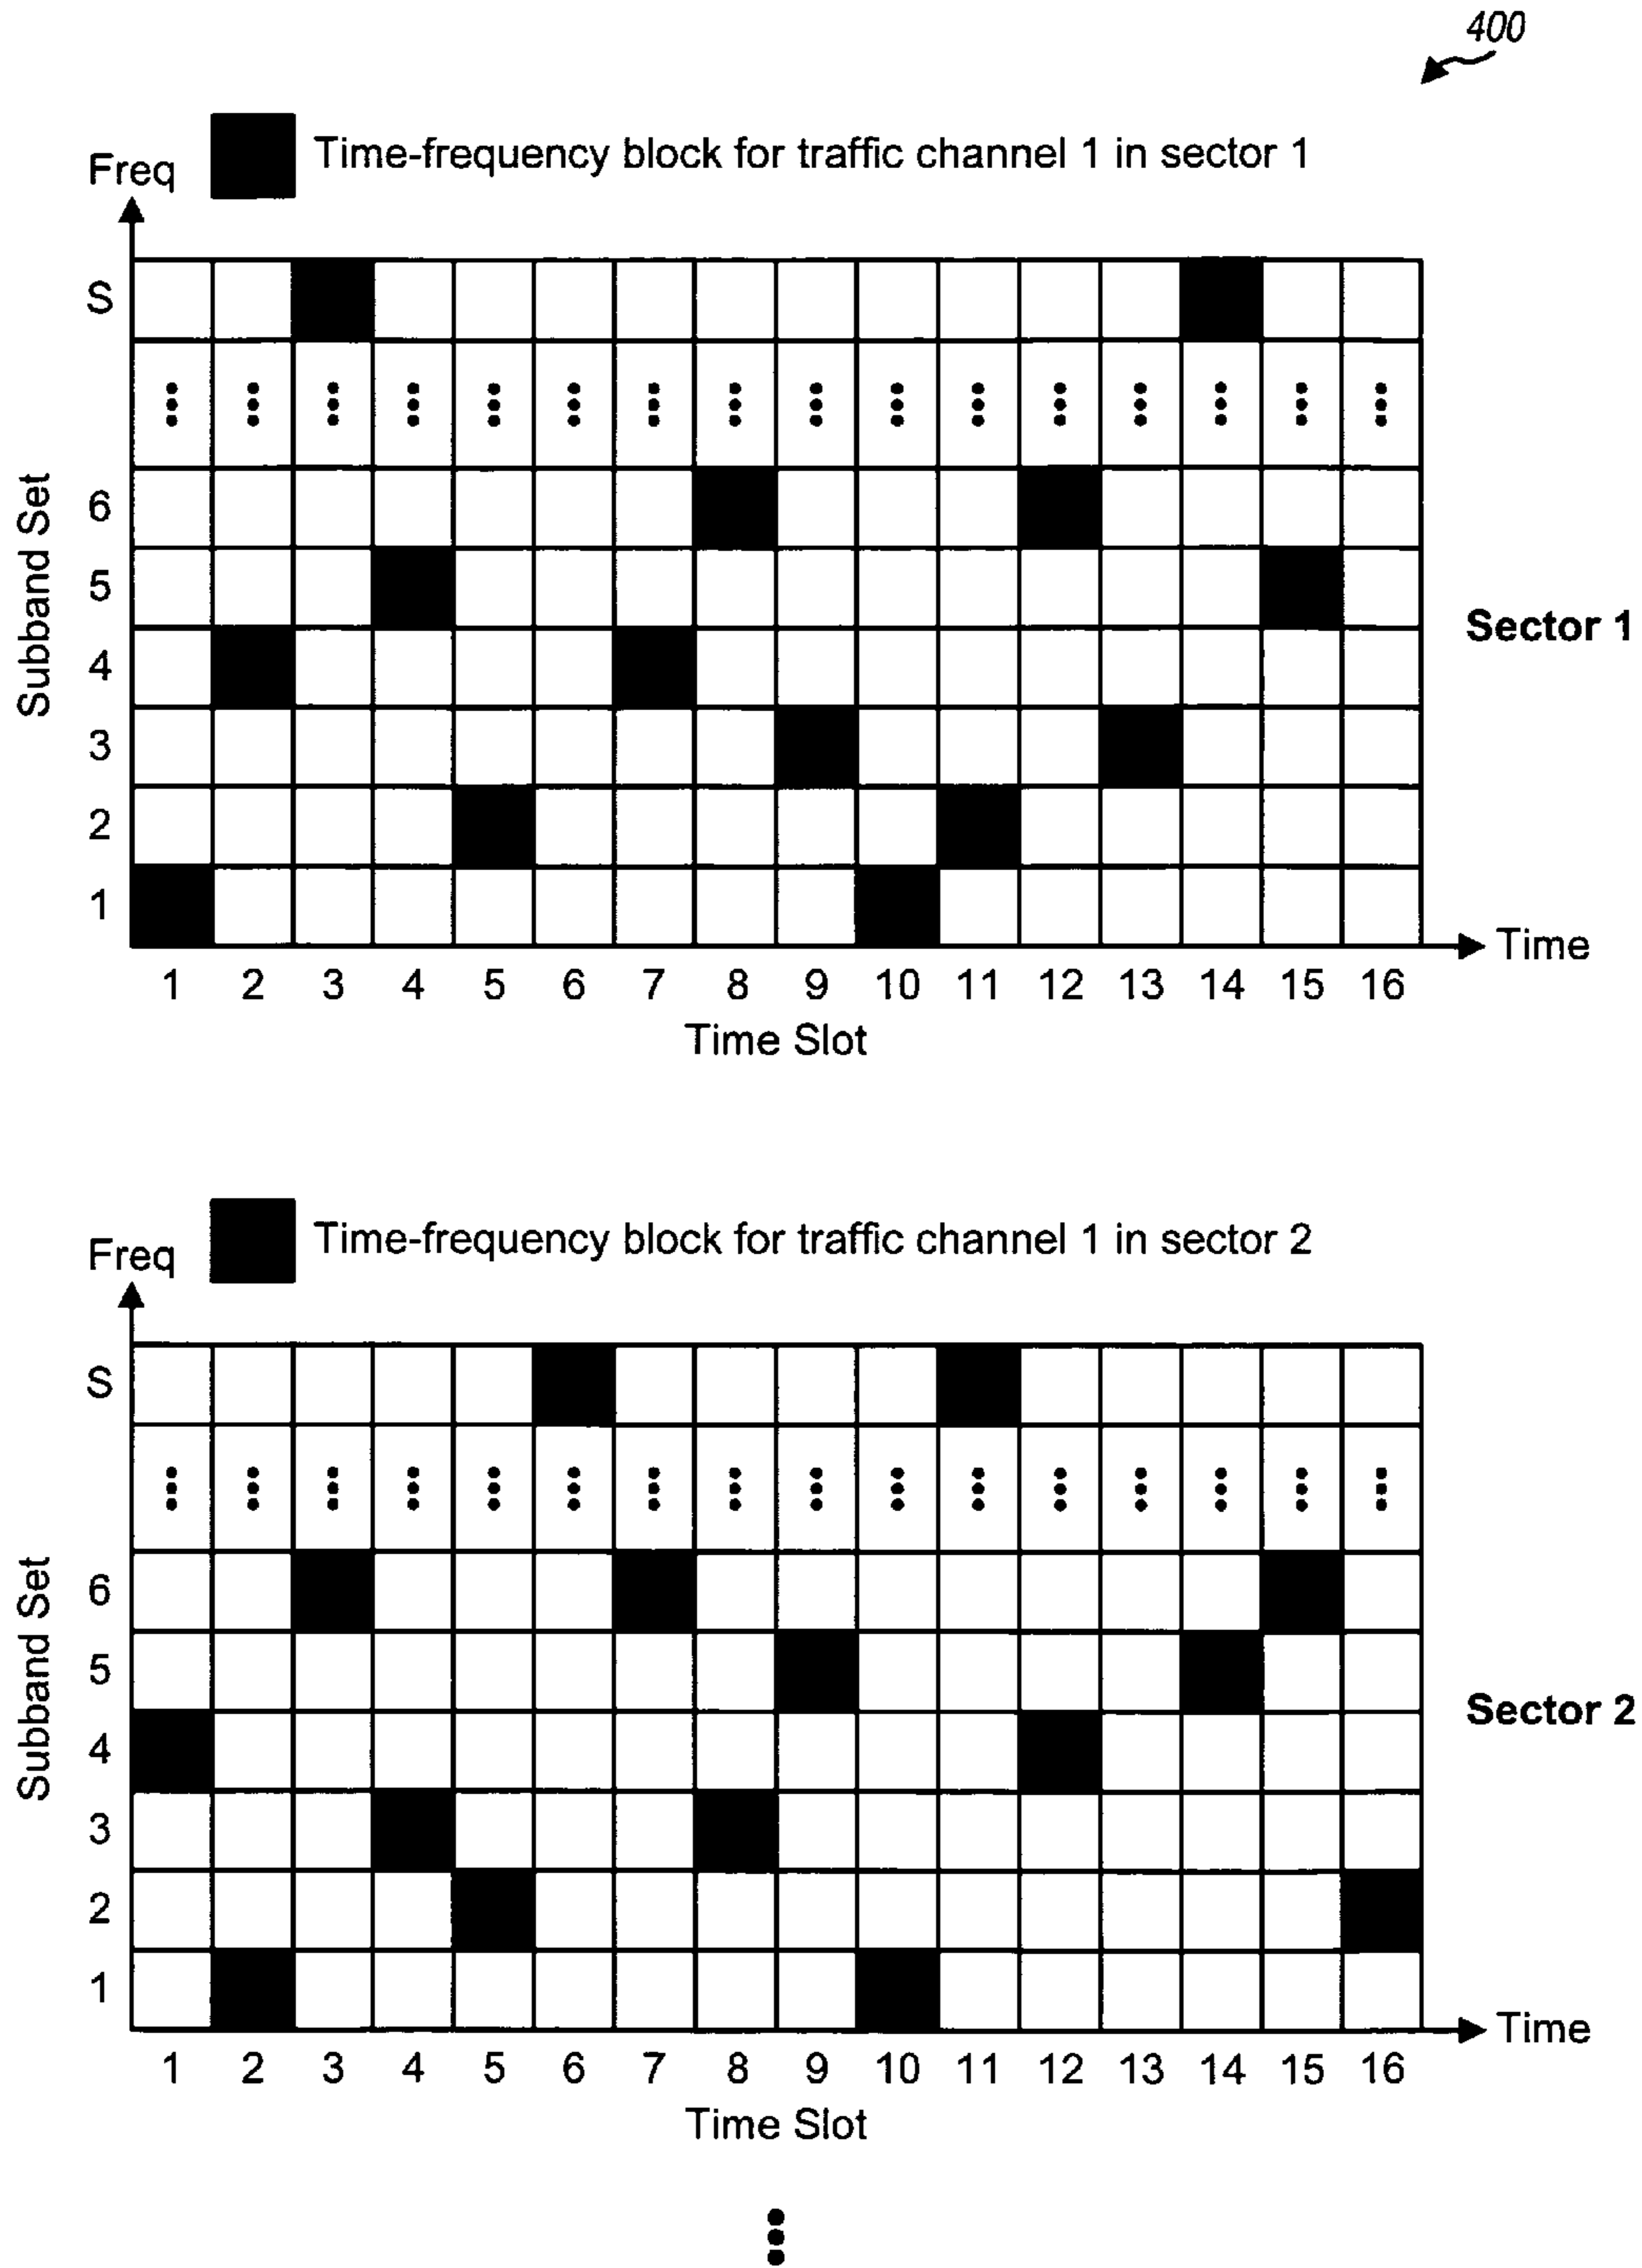 400
Time-frequency block for traffic channel 1 in sector 1
Freq
S
6
5
4
3
2
1
Subband Set
Sector 1
Time
1 2 3 4 5 6 7 8 9 10 11 12 13 14 15 16
Time Slot
Time-frequency block for traffic channel 1 in sector 2
Freq
S
6
5
4
3
2
1
Subband Set
Sector 2
Time
1 2 3 4 5 6 7 8 9 10 11 12 13 14 15 16
Time Slot